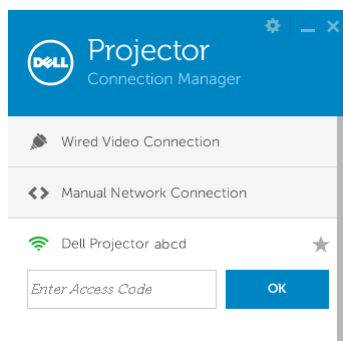 DELL
Projector
Connection Manager
Wired Video Connection
Manual Network Connection
Dell Projector abcd
Enter Access Code OK